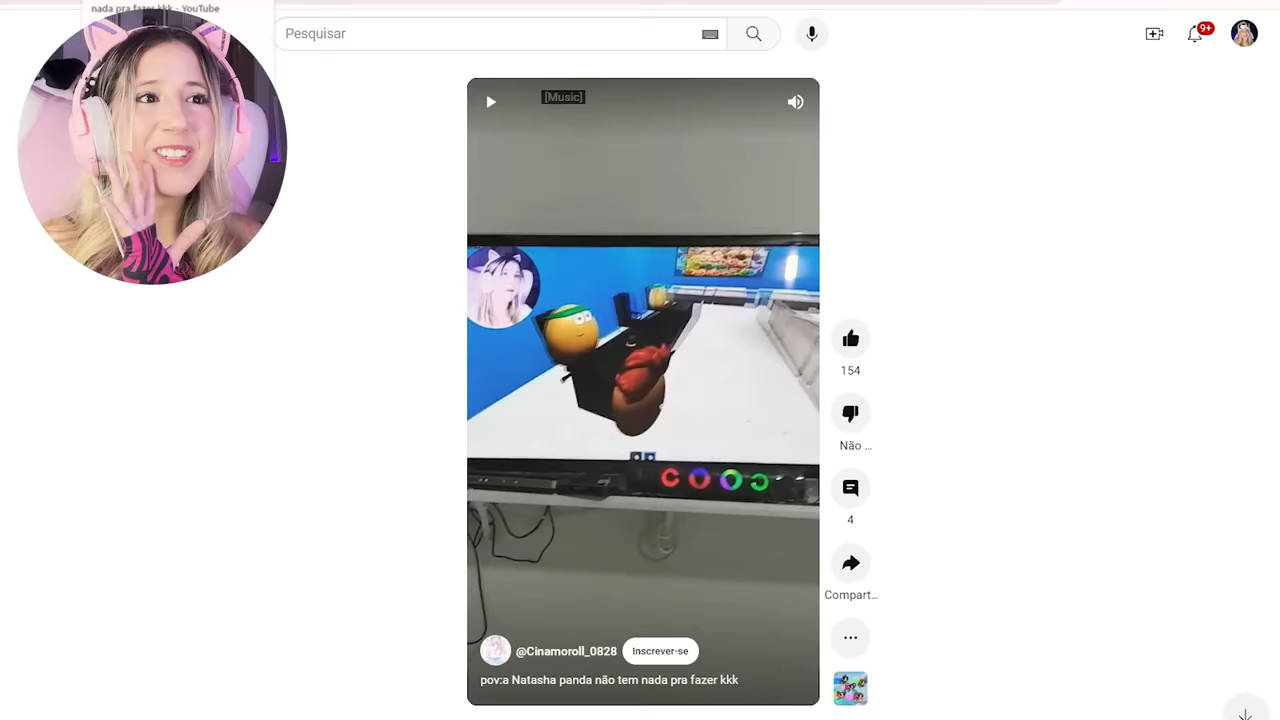 nada pra fazer kkk - YouTube
Pesquisar
9+
[Music]
154
Não ...
4
Compart...
@Cinamoroll_0828
Inscrever-se
pov:a Natasha panda não tem nada pra fazer kkk